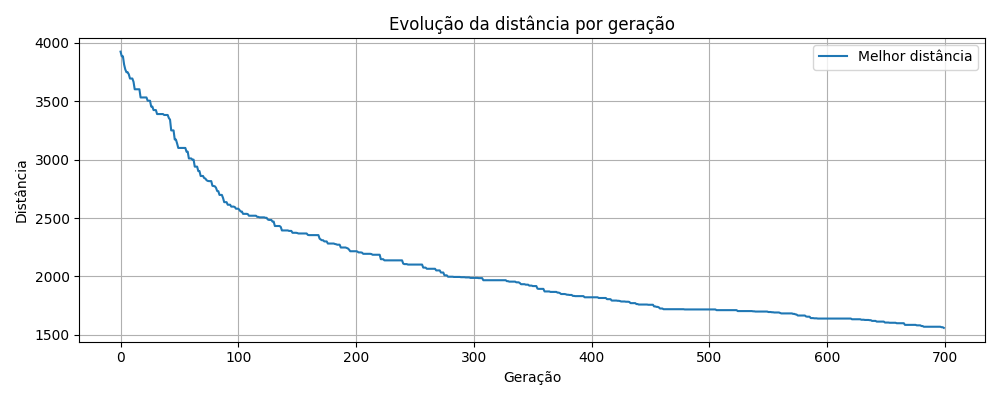 Evolução da distância por geração
4000
3500
3000
2500
2000
1500
Distância
Melhor distância
0 100 200 300 400 500 600 700
Geração